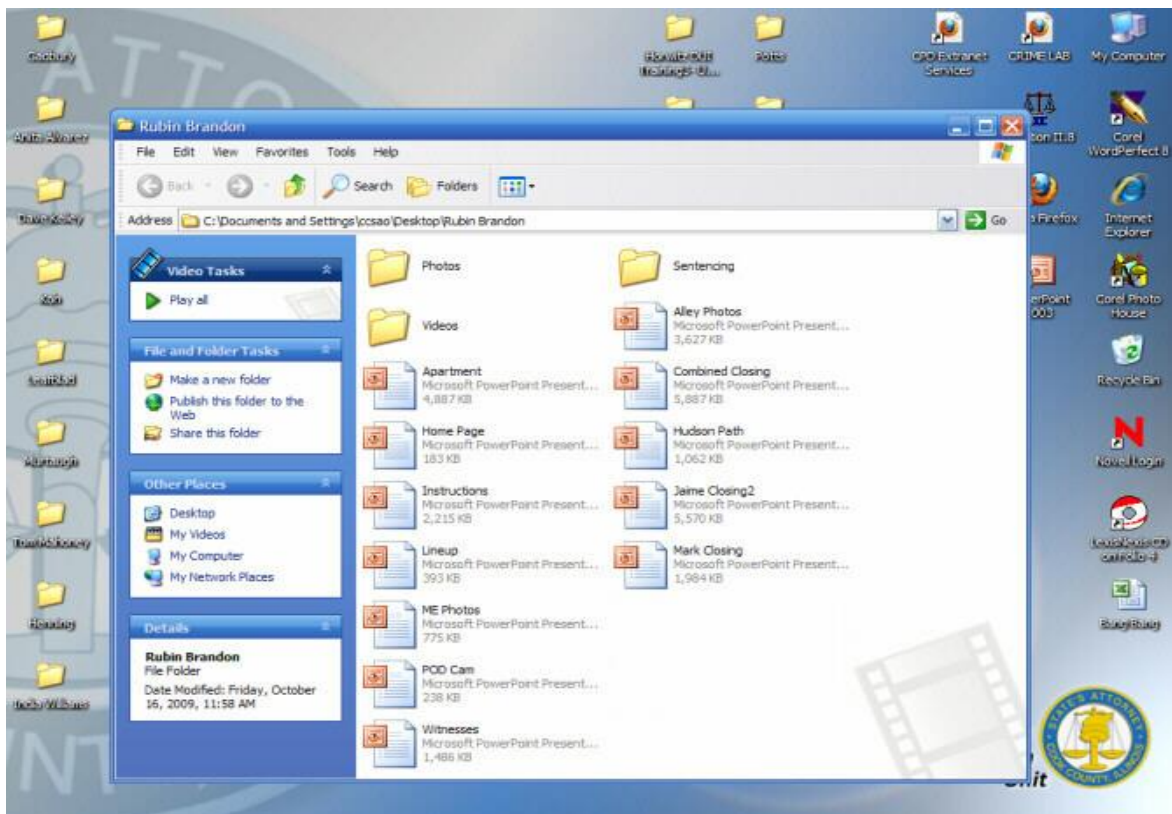 Rubin Brandon
File Edit View Favorites Tools Help
Back Search Folders
Address C:\Documents and Settings\ccsao\Desktop\Rubin Brandon Go
Video Tasks
Play all
File and Folder Tasks
Make a new folder
Publish this folder to the
Web
Share this folder
Other Places
Desktop
My Videos
My Computer
My Network Places
Details
Rubin Brandon
File Folder
Date Modified: Friday, October
16, 2009, 11:58 AM
Photos
Videos
Apartment
Microsoft PowerPoint Present...
4,887 KB
Home Page
Microsoft PowerPoint Present...
183 KB
Instructions
Microsoft PowerPoint Present...
2,215 KB
Lineup
Microsoft PowerPoint Present...
393 KB
ME Photos
Microsoft PowerPoint Present...
775 KB
POD Cam
Microsoft PowerPoint Present...
238 KB
Witnesses
Microsoft PowerPoint Present...
1,486 KB
Sentencing
Alley Photos
Microsoft PowerPoint Present...
3,627 KB
Combined Closing
Microsoft PowerPoint Present...
5,887 KB
Hudson Path
Microsoft PowerPoint Present...
1,062 KB
Jaime Closing2
Microsoft PowerPoint Present...
5,570 KB
Mark Closing
Microsoft PowerPoint Present...
1,984 KB
CPD Extranet
Services
CRIME LAB
My Computer
Corel
WordPerfect 8
Firefox
Internet
Explorer
Corel Photo
House
Recycle Bin
Novell Login
STATE'S ATTORNEY
COOK COUNTY, ILLINOIS